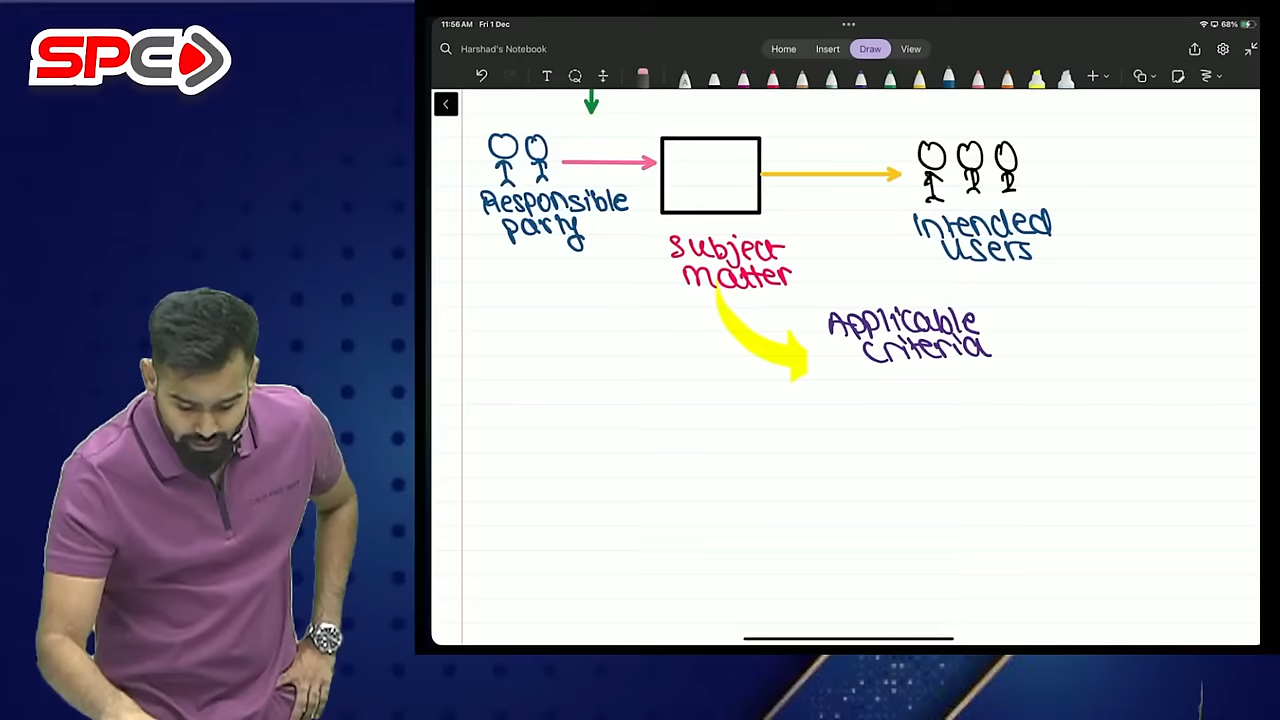 SPC
11:56 AM Fri 1 Dec
68%
Harshad's Notebook
Home Insert Draw View
Responsible
party
Subject
matter
Intended
users
Applicable
criteria